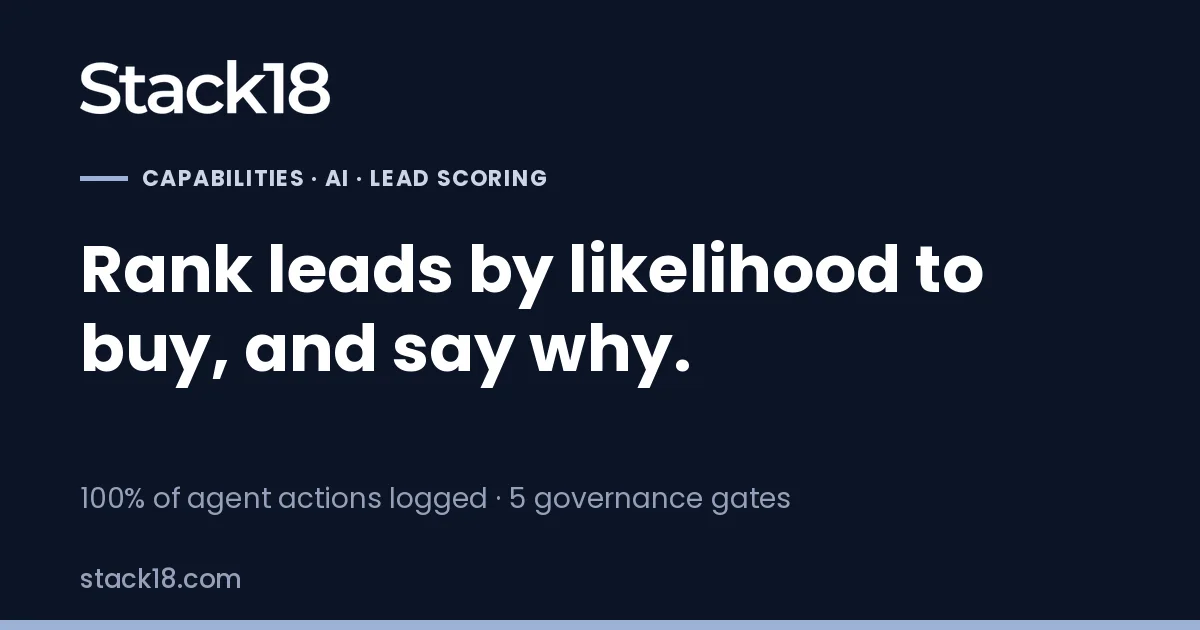 Stack18
CAPABILITIES · AI · LEAD SCORING
Rank leads by likelihood to
buy, and say why.
100% of agent actions logged · 5 governance gates
stack18.com